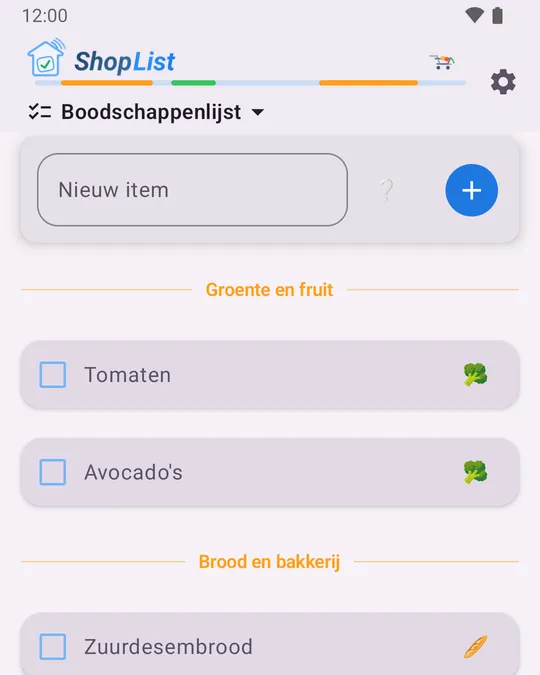 12:00
ShopList
Boodschappenlijst
Nieuw item
Groente en fruit
Tomaten
Avocado's
Brood en bakkerij
Zuurdesembrood